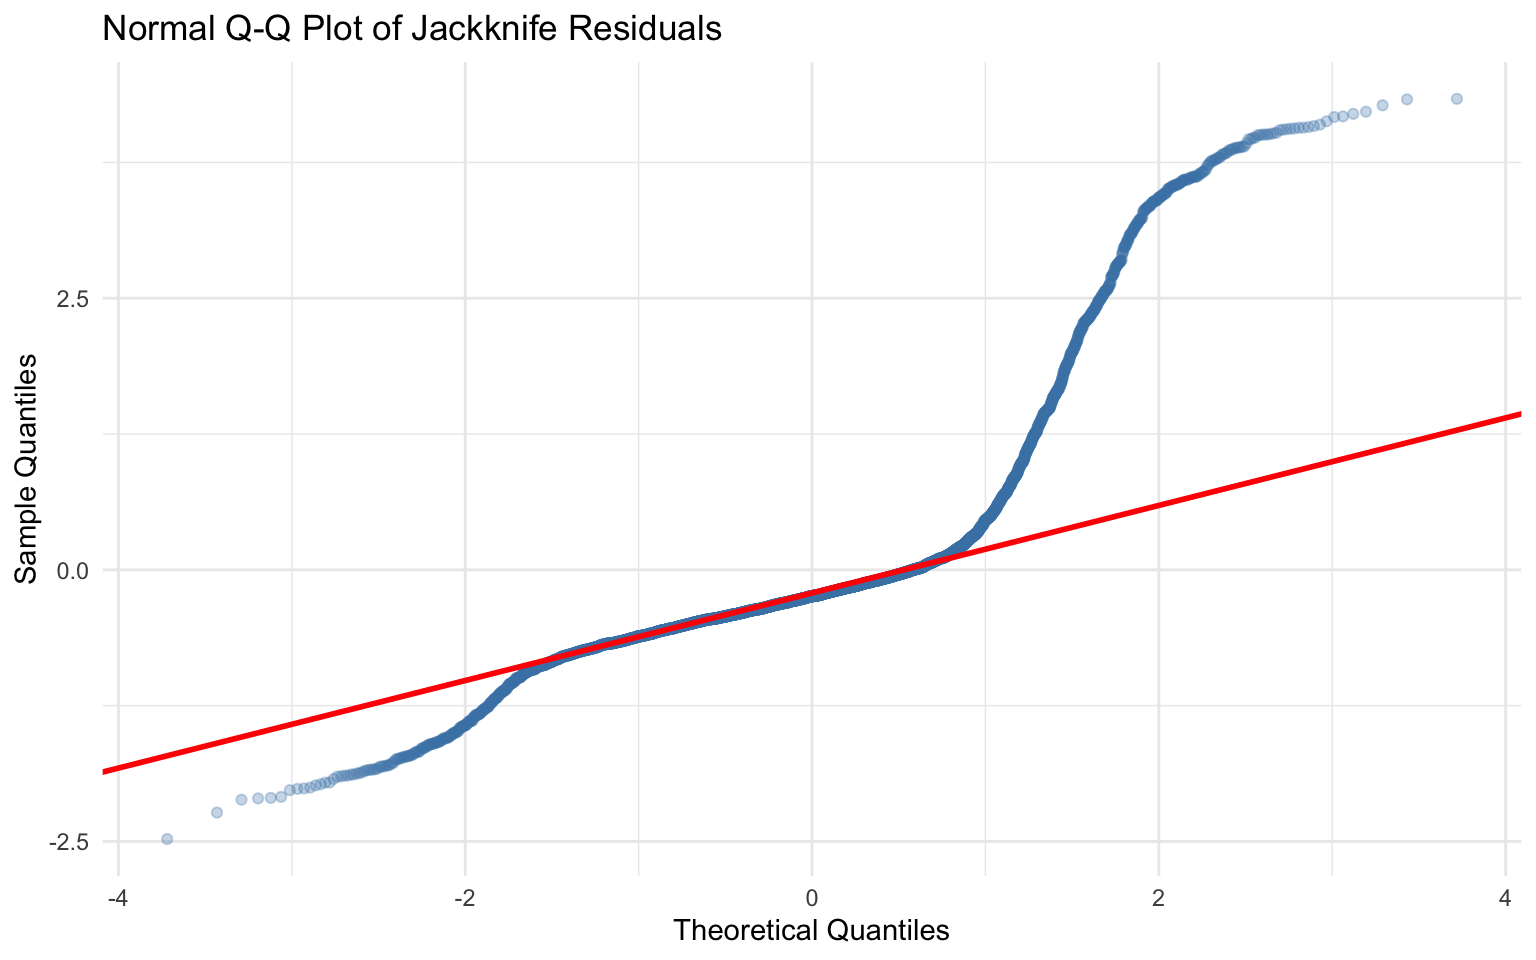 Normal Q-Q Plot of Jackknife Residuals
Sample Quantiles
2.5
0.0
-2.5
-4
-2
0
2
4
Theoretical Quantiles